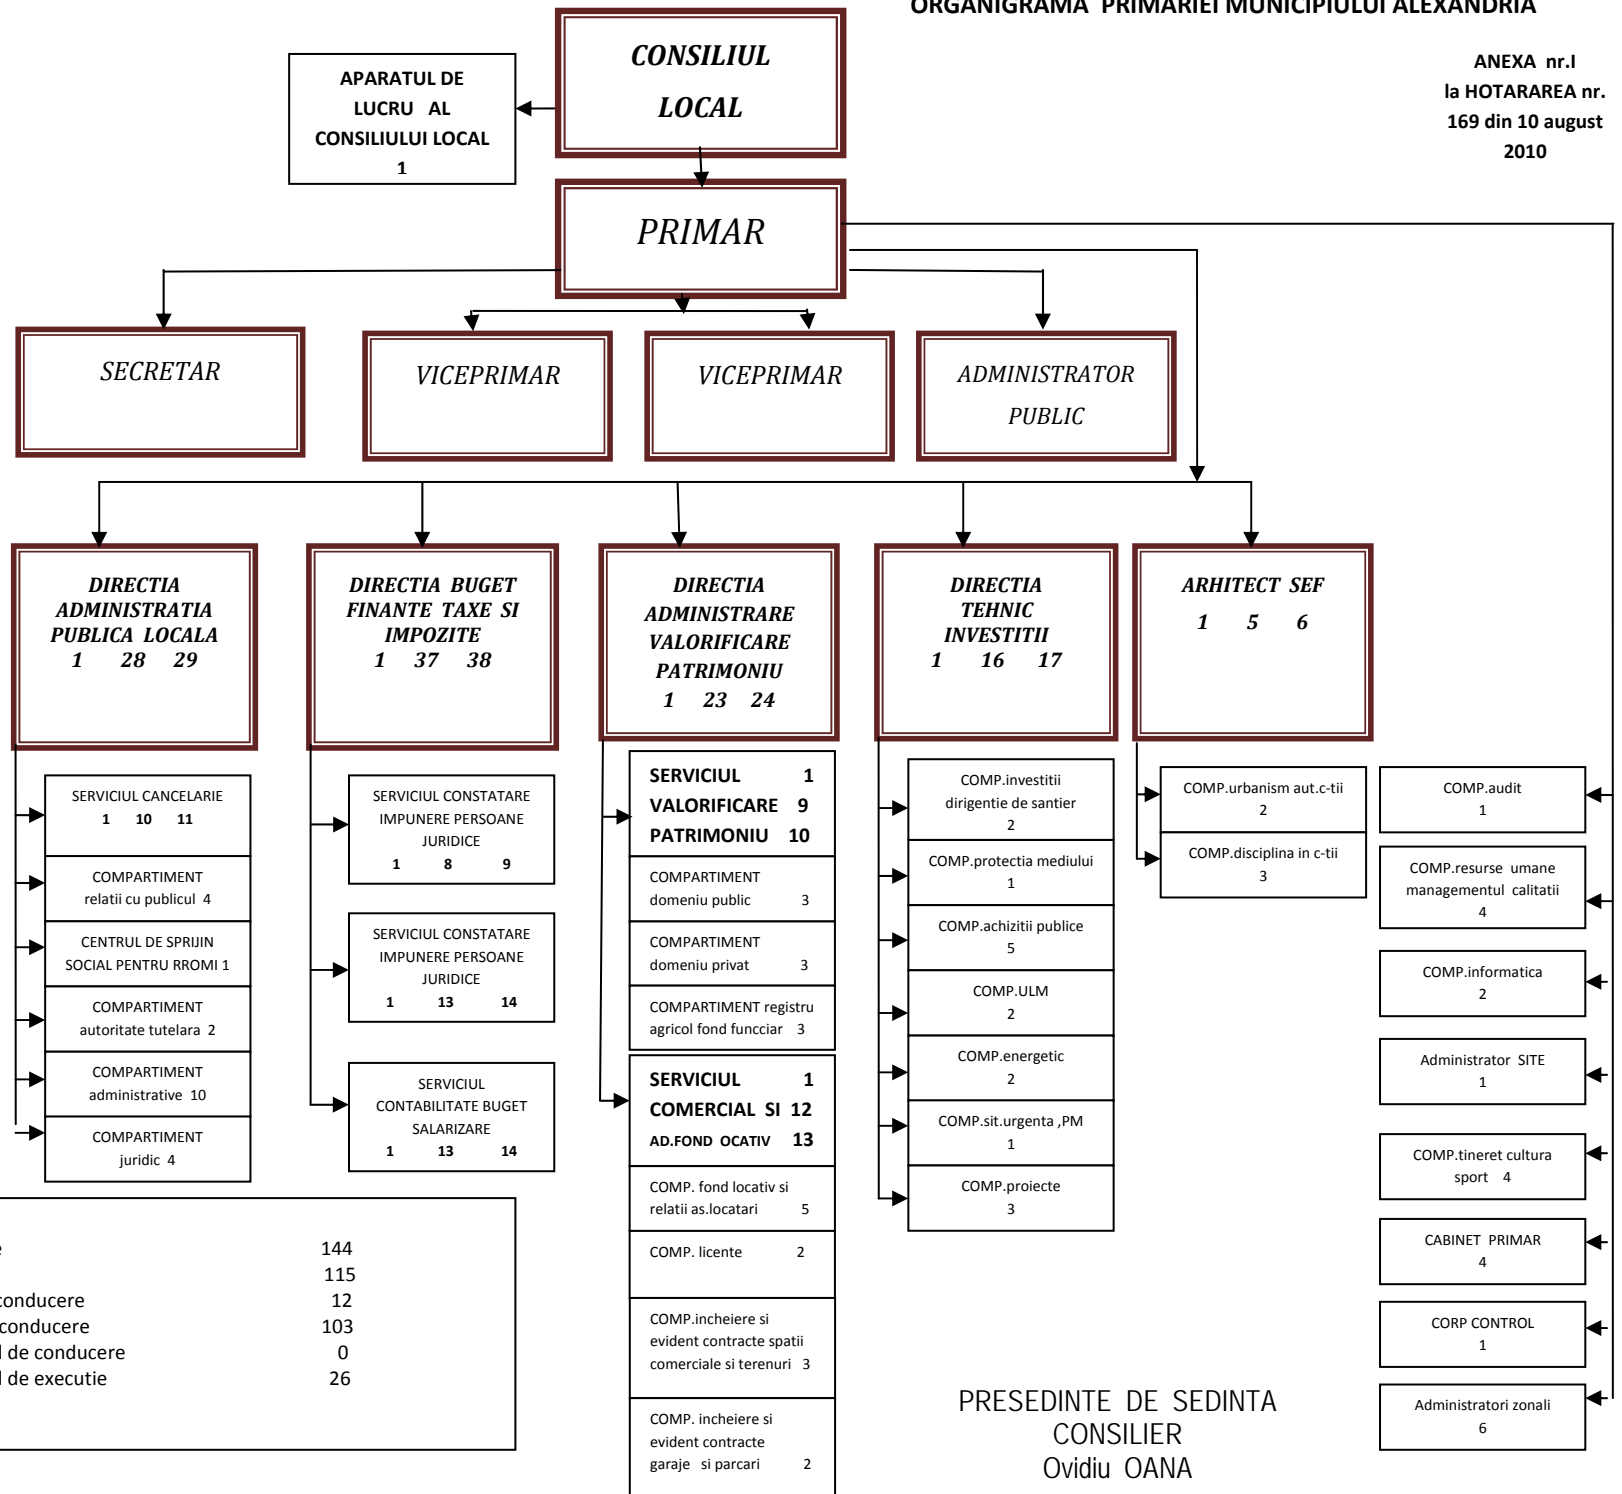 ORGANIGRAMA PRIMARIEI MUNICIPIULUI ALEXANDRIA
ANEXA nr.I
la HOTARAREA nr.
169 din 10 august
2010
CONSILIUL
LOCAL
APARATUL DE
LUCRU AL
CONSILIULUI LOCAL
1
PRIMAR
SECRETAR
VICEPRIMAR
VICEPRIMAR
ADMINISTRATOR
PUBLIC
DIRECTIA
ADMINISTRATIA
PUBLICA LOCALA
1 28 29
DIRECTIA BUGET
FINANTE TAXE SI
IMPOZITE
1 37 38
DIRECTIA
ADMINISTRARE
VALORIFICARE
PATRIMONIU
1 23 24
DIRECTIA
TEHNIC
INVESTITII
1 16 17
ARHITECT SEF
1 5 6
SERVICIUL CANCELARIE
1 10 11
COMPARTIMENT
relatii cu publicul 4
CENTRUL DE SPRIJIN
SOCIAL PENTRU RROMI 1
COMPARTIMENT
autoritate tutelara 2
COMPARTIMENT
administrative 10
COMPARTIMENT
juridic 4
SERVICIUL CONSTATARE
IMPUNERE PERSOANE
JURIDICE
1 8 9
SERVICIUL CONSTATARE
IMPUNERE PERSOANE
JURIDICE
1 13 14
SERVICIUL
CONTABILITATE BUGET
SALARIZARE
1 13 14
SERVICIUL 1
VALORIFICARE 9
PATRIMONIU 10
COMPARTIMENT
domeniu public 3
COMPARTIMENT
domeniu privat 3
COMPARTIMENT registru
agricol fond funcciar 3
SERVICIUL 1
COMERCIAL SI 12
AD.FOND OCATIV 13
COMP. fond locativ si
relatii as.locatari 5
COMP. licente 2
COMP.incheiere si
evident contracte spatii
comerciale si terenuri 3
COMP. incheiere si
evident contracte
garaje si parcari 2
COMP.investitii
dirigentie de santier
2
COMP.protectia mediului
1
COMP.achizitii publice
5
COMP.ULM
2
COMP.energetic
2
COMP.sit.urgenta ,PM
1
COMP.proiecte
3
COMP.urbanism aut.c-tii
2
COMP.disciplina in c-tii
3
COMP.audit
1
COMP.resurse umane
managementul calitatii
4
COMP.informatica
2
Administrator SITE
1
COMP.tineret cultura
sport 4
CABINET PRIMAR
4
CORP CONTROL
1
Administratori zonali
6
144
115
conducere 12
conducere 103
de conducere 0
de executie 26
PRESEDINTE DE SEDINTA
CONSILIER
Ovidiu OANA